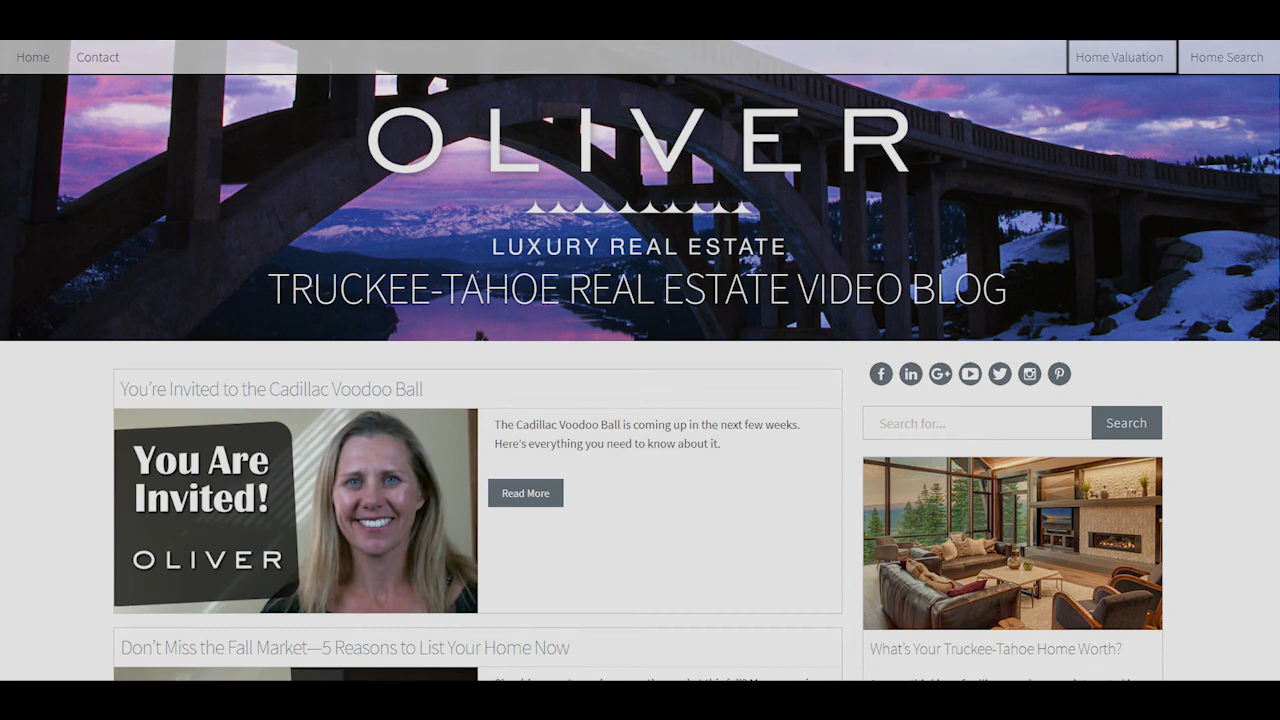 Home
Contact
Home Valuation
Home Search
OLIVER
LUXURY REAL ESTATE
TRUCKEE-TAHOE REAL ESTATE VIDEO BLOG
You’re Invited to the Cadillac Voodoo Ball
You Are
Invited!
OLIVER
The Cadillac Voodoo Ball is coming up in the next few weeks.
Here’s everything you need to know about it.
Read More
Don’t Miss the Fall Market—5 Reasons to List Your Home Now
Search for...
Search
What’s Your Truckee-Tahoe Home Worth?